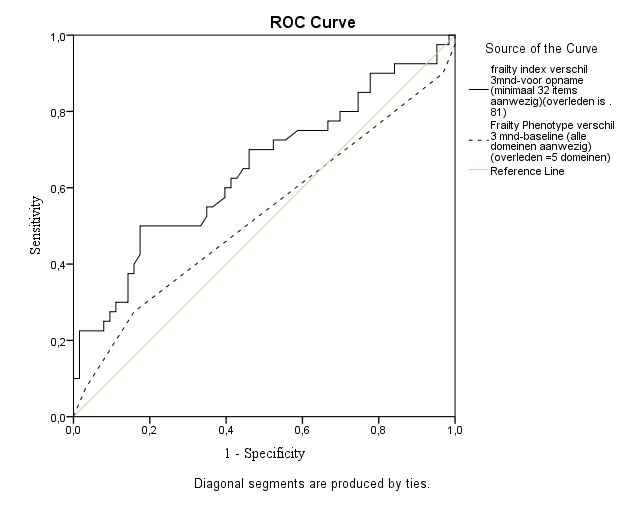 ROC Curve
Sensitivity
1,0
0,8
0,6
0,4
0,2
0,0
0,0
0,2
0,4
0,6
0,8
1,0
1 - Specificity
Source of the Curve
frailty index verschil
3mnd-voor opname
(minimaal 32 items
aanwezig)(overleden is .
81)
Frailty Phenotype verschil
3 mnd-baseline (alle
domeinen aanwezig)
(overleden =5 domeinen)
Reference Line
Diagonal segments are produced by ties.